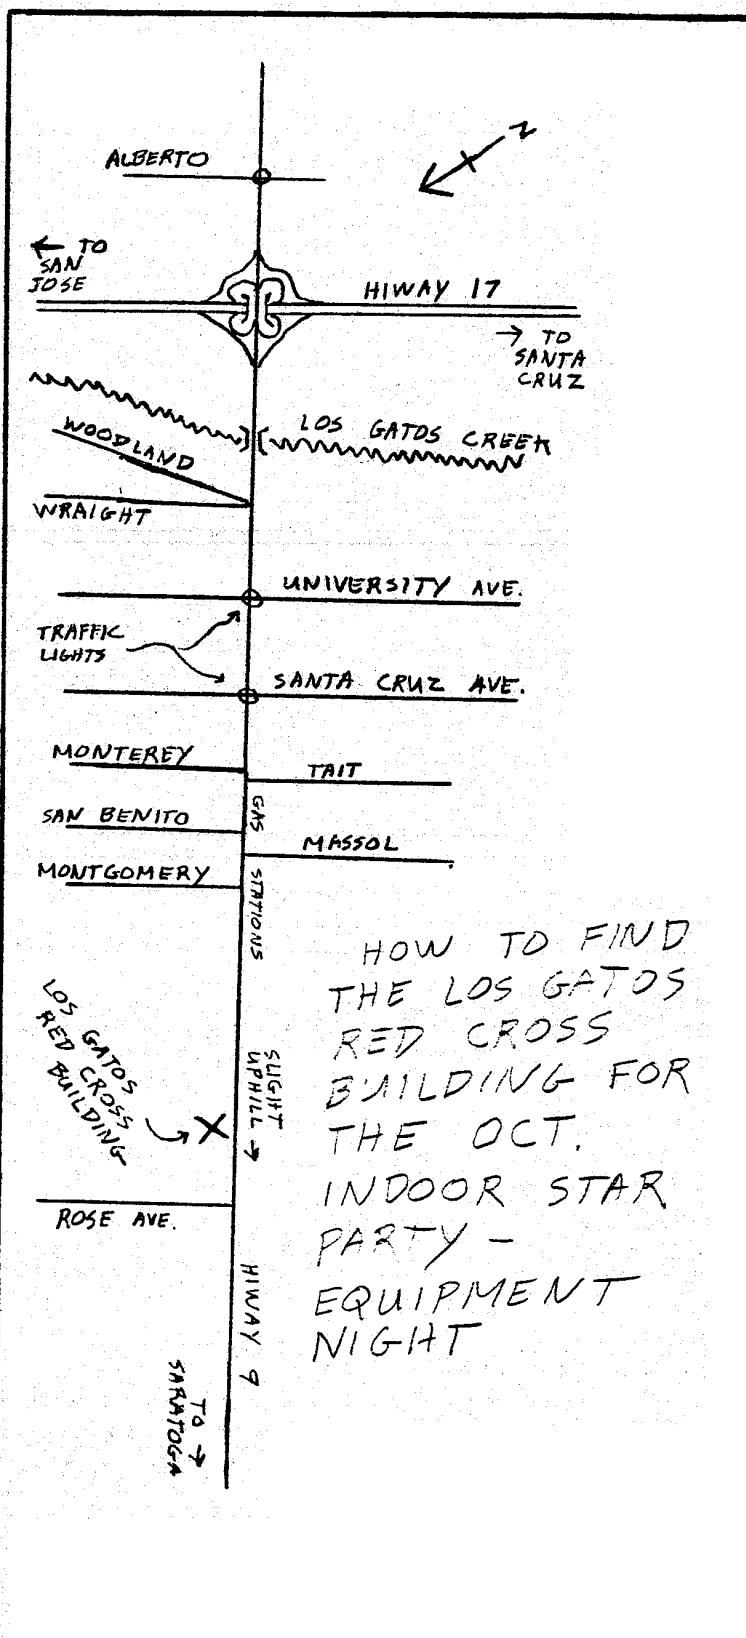 N
ALBERTO
← TO
SAN
JOSE
HIWAY 17
→ TO
SANTA
CRUZ
LOS GATOS CREEK
WOODLAND
WRAIGHT
UNIVERSITY AVE.
TRAFFIC
LIGHTS
SANTA CRUZ AVE.
MONTEREY
TAIT
GAS STATIONS
SAN BENITO
MASSOL
MONTGOMERY
HOW TO FIND
THE LOS GATOS
RED CROSS
BUILDING FOR
THE OCT.
INDOOR STAR
PARTY -
EQUIPMENT
NIGHT
LOS GATOS
RED CROSS
BUILDING
X
SLIGHT
UPHILL →
ROSE AVE.
HIWAY 9
TO →
SARATOGA